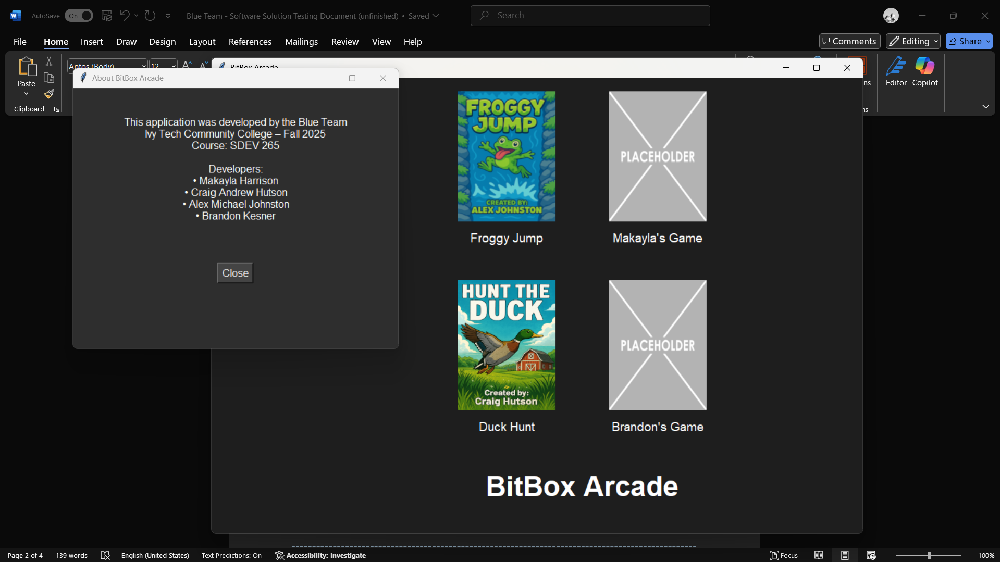 AutoSave On Blue Team - Software Solution Testing Document (unfinished) • Saved Search
File Home Insert Draw Design Layout References Mailings Review View Help Comments Editing Share
Aptos (Body) 12
Paste
Clipboard
Editor Copilot
BitBox Arcade
About BitBox Arcade
This application was developed by the Blue Team
Ivy Tech Community College – Fall 2025
Course: SDEV 265
Developers:
• Makayla Harrison
• Craig Andrew Hutson
• Alex Michael Johnston
• Brandon Kesner
Close
FROGGY
JUMP
CREATED BY:
ALEX JOHNSTON
Froggy Jump
PLACEHOLDER
Makayla's Game
HUNT THE
DUCK
Created by:
Craig Hutson
Duck Hunt
PLACEHOLDER
Brandon's Game
BitBox Arcade
Page 2 of 4 139 words English (United States) Text Predictions: On Accessibility: Investigate Focus 100%